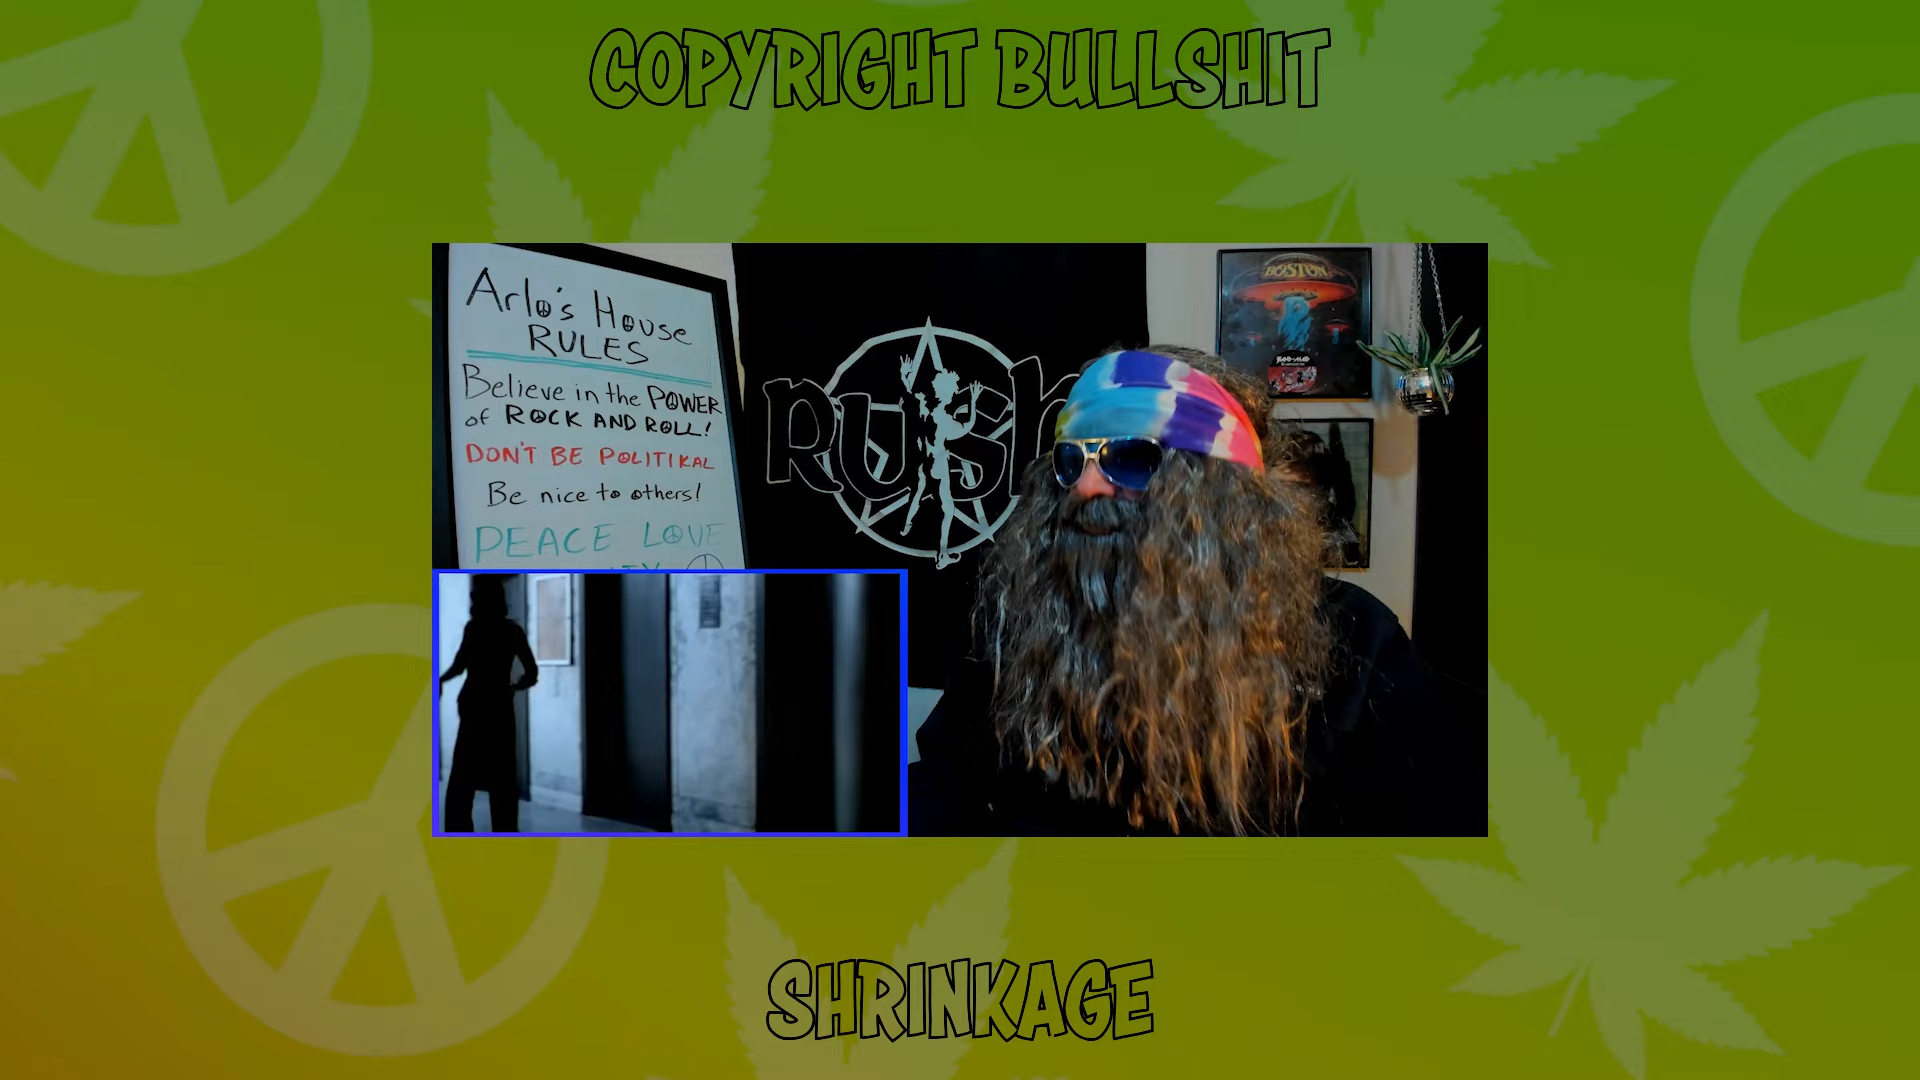 COPYRIGHT BULLSHIT
Arlo's House
RULES
Believe in the POWER
of ROCK AND ROLL!
DON'T BE POLITIKAL
Be nice to others!
PEACE LOVE
RUSH
BOSTON
SHRINKAGE